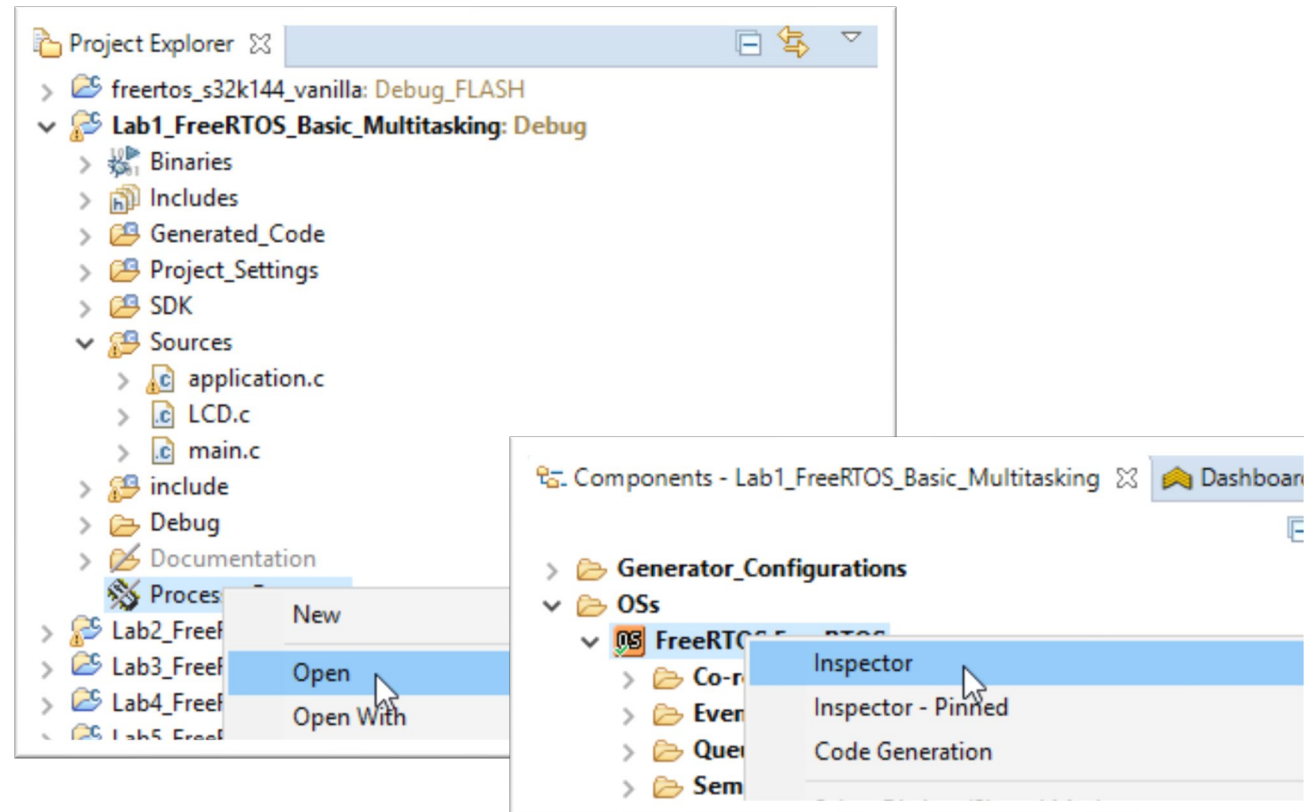 Project Explorer
freertos_s32k144_vanilla: Debug_FLASH
Lab1_FreeRTOS_Basic_Multitasking: Debug
Binaries
Includes
Generated_Code
Project_Settings
SDK
Sources
application.c
LCD.c
main.c
include
Debug
Documentation
New
Open
Open With
Components - Lab1_FreeRTOS_Basic_Multitasking
Generator_Configurations
OSs
Inspector
Inspector - Pinned
Code Generation